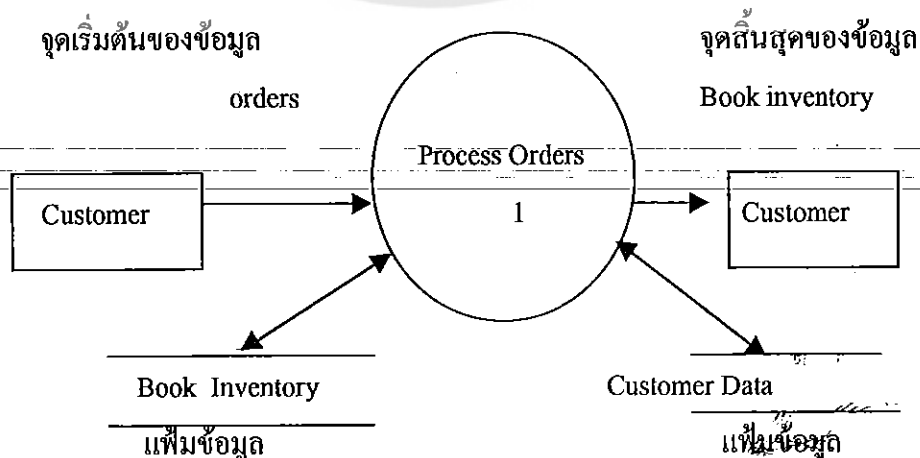 จุดเริ่มต้นของข้อมูล
จุดสิ้นสุดของข้อมูล
orders
Book inventory
Process Orders
1
Customer
Customer
Book Inventory
Customer Data
แฟ้มข้อมูล
แฟ้มข้อมูล